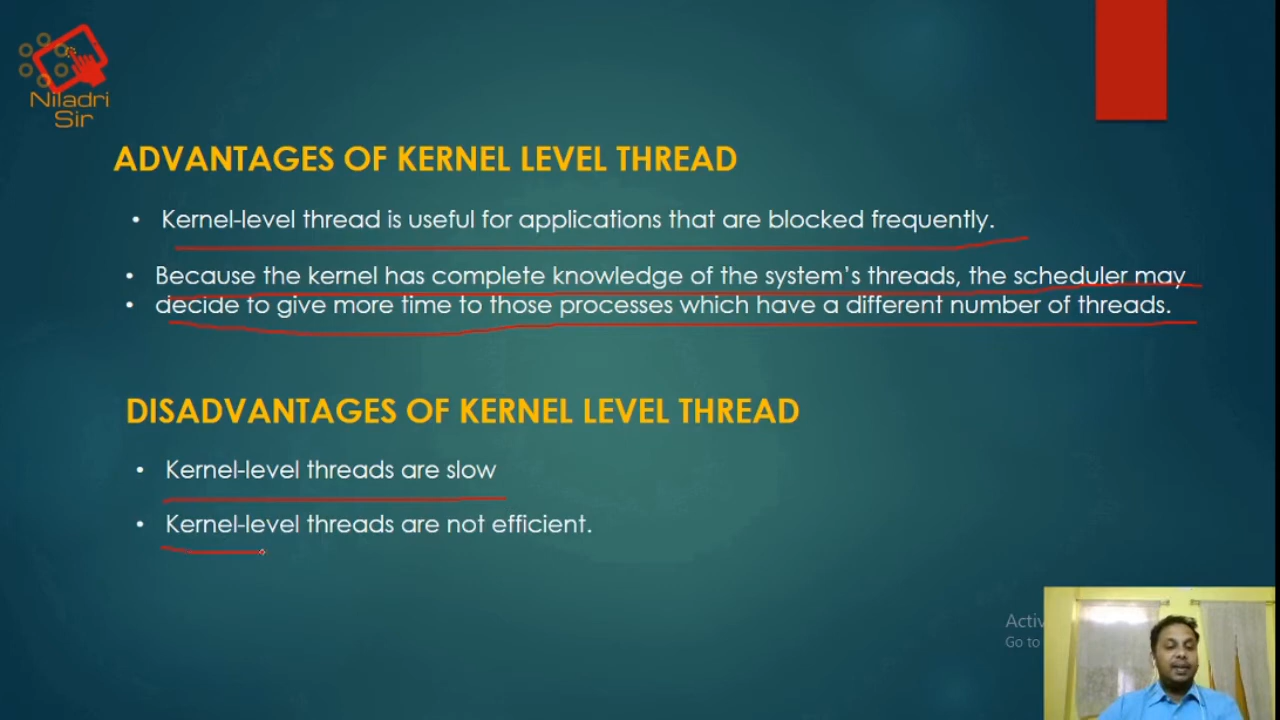 Niladri
Sir
ADVANTAGES OF KERNEL LEVEL THREAD
• Kernel-level thread is useful for applications that are blocked frequently.
• Because the kernel has complete knowledge of the system's threads, the scheduler may
• decide to give more time to those processes which have a different number of threads.
DISADVANTAGES OF KERNEL LEVEL THREAD
• Kernel-level threads are slow
• Kernel-level threads are not efficient.
Activ
Go to